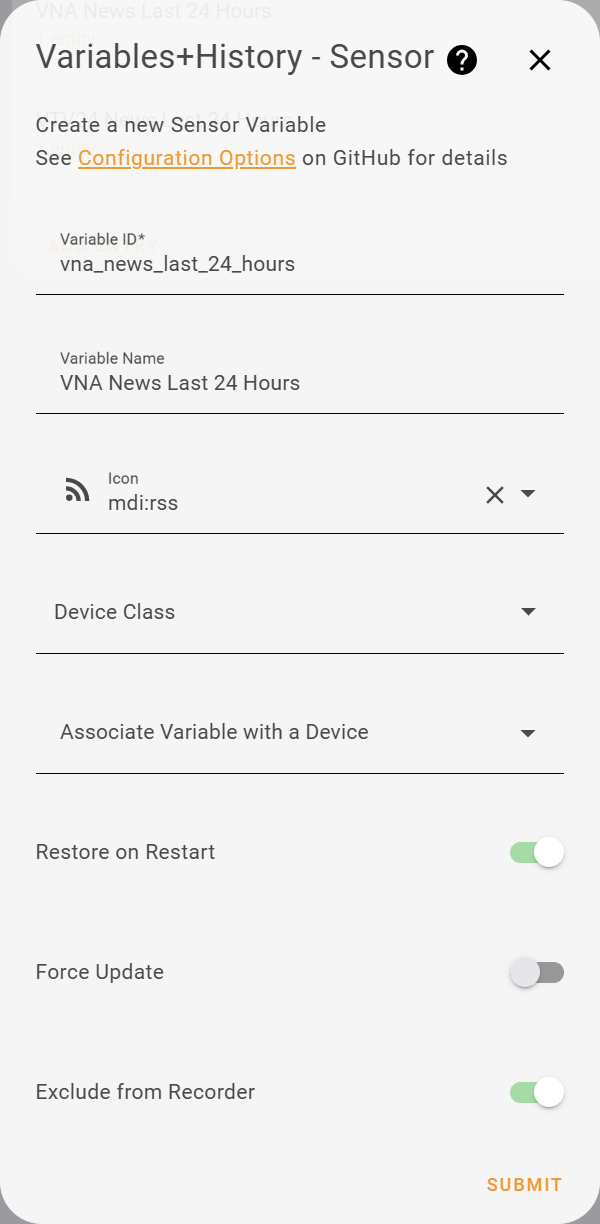 VNA News Last 24 Hours
1 entity
Variables+History - Sensor
Create a new Sensor Variable
See Configuration Options on GitHub for details
Variable ID*
vna_news_last_24_hours
Variable Name
VNA News Last 24 Hours
Icon
mdi:rss
Device Class
Associate Variable with a Device
Restore on Restart
Force Update
Exclude from Recorder
SUBMIT